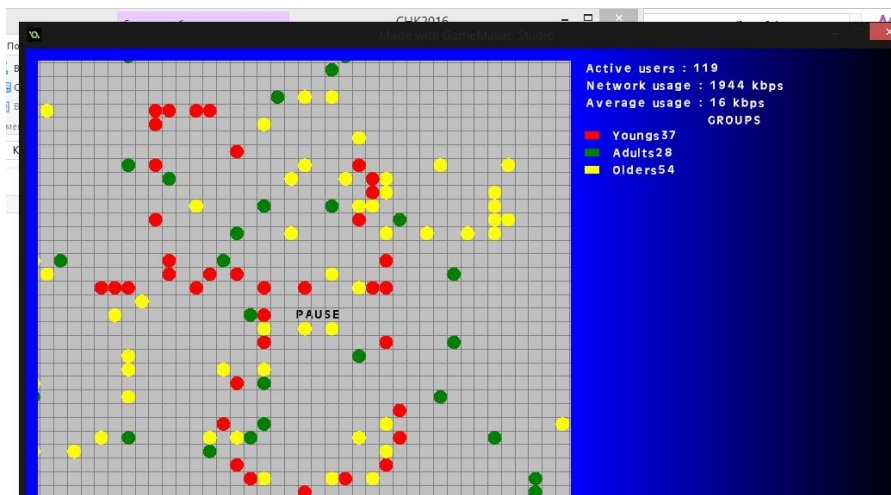 CHK2016
Made with GameMaker: Studio
По
В
С
В
К
Active users : 119
Network usage : 1944 kbps
Average usage : 16 kbps
GROUPS
Youngs37
Adults28
Olders54
PAUSE